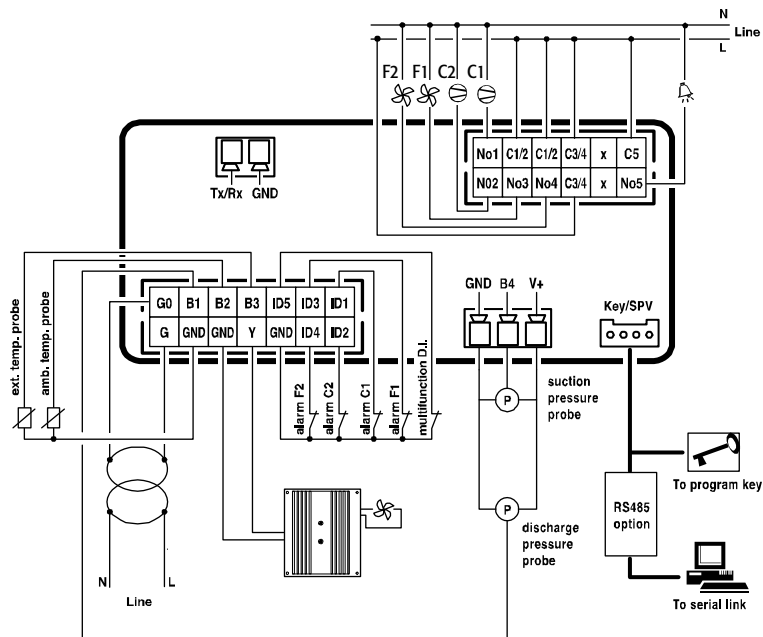 N
Line
L
F2 F1 C2 C1
No1 C1/2 C1/2 C3/4 x C5
N02 No3 No4 C3/4 x No5
Tx/Rx GND
G0 B1 B2 B3 ID5 ID3 ID1
G GND GND Y GND ID4 ID2
GND B4 V+
Key/SPV
ext. temp. probe
amb. temp. probe
alarm F2
alarm C2
alarm C1
alarm F1
multifunction D.I.
P
suction
pressure
probe
P
discharge
pressure
probe
To program key
RS485
option
To serial link
N L
Line